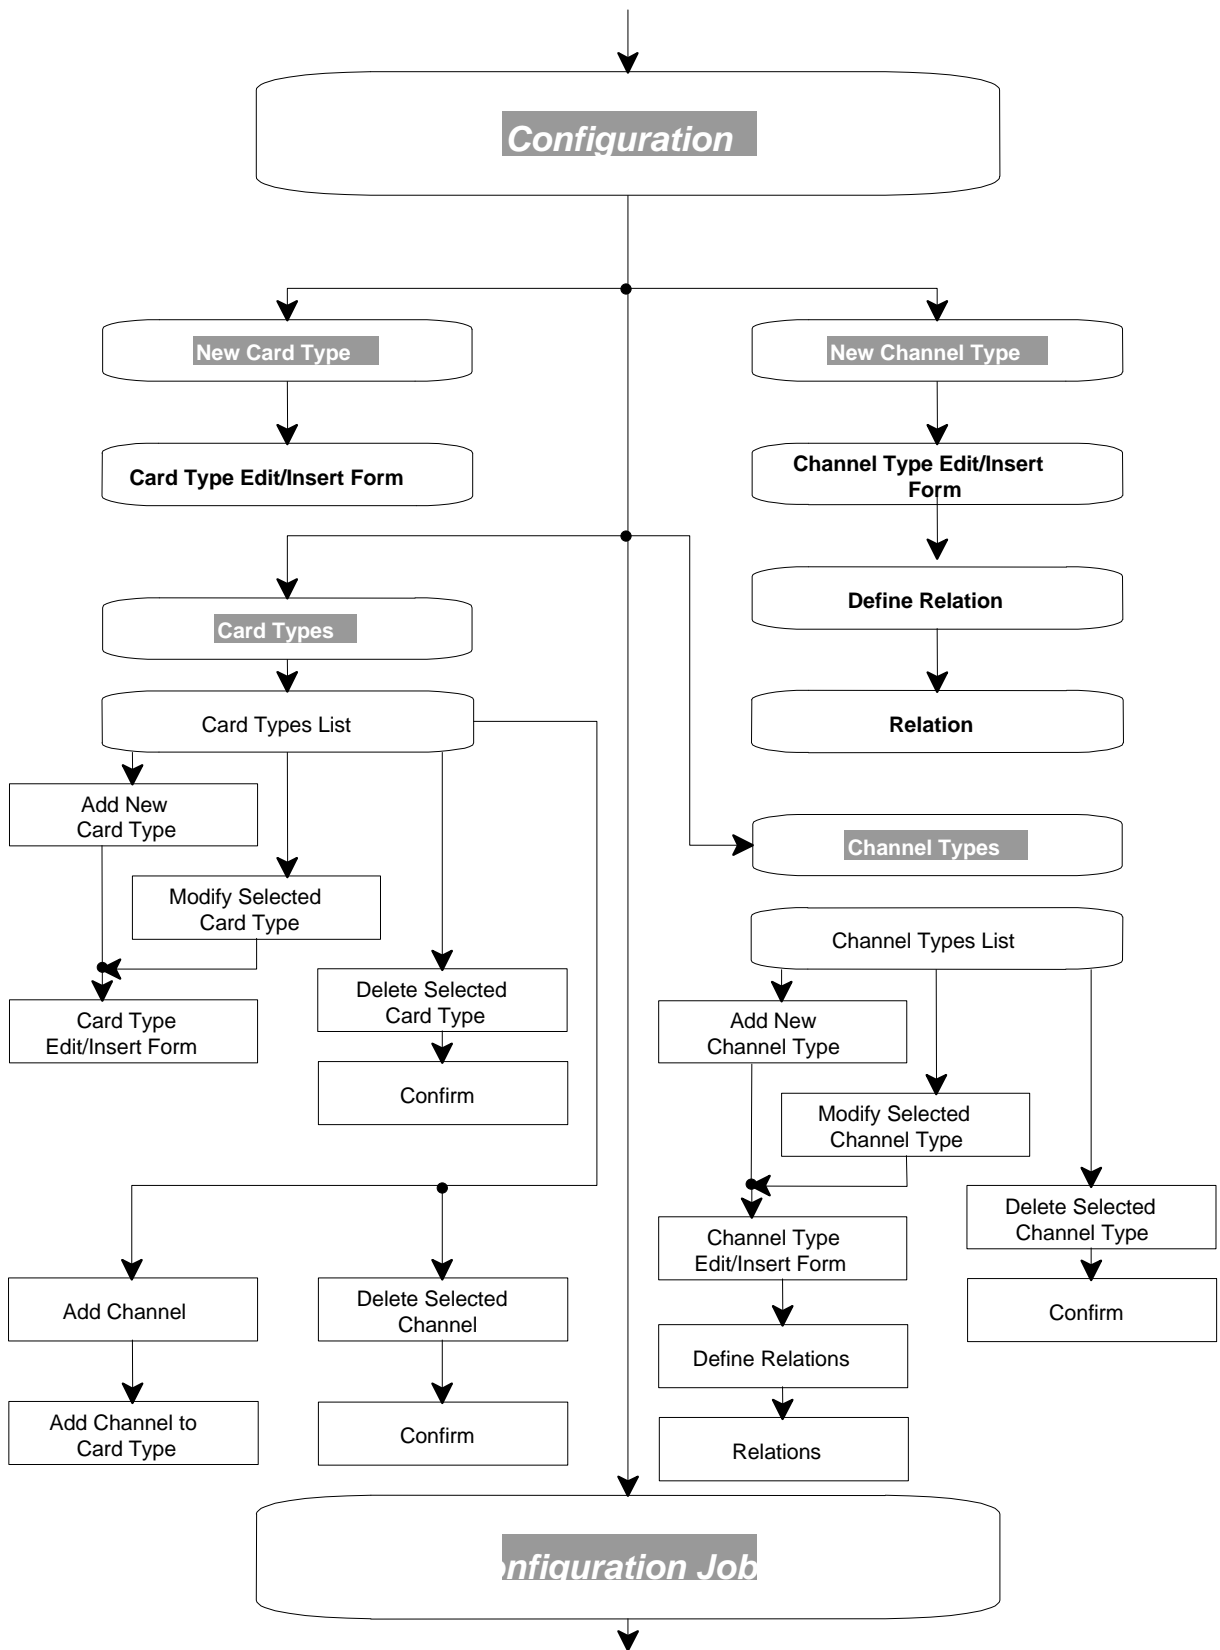 Configuration
New Card Type
New Channel Type
Card Type Edit/Insert Form
Channel Type Edit/Insert
Form
Define Relation
Card Types
Card Types List
Relation
Add New
Card Type
Channel Types
Modify Selected
Card Type
Channel Types List
Delete Selected
Card Type
Card Type
Edit/Insert Form
Add New
Channel Type
Confirm
Modify Selected
Channel Type
Delete Selected
Channel Type
Channel Type
Edit/Insert Form
Add Channel
Delete Selected
Channel
Confirm
Define Relations
Add Channel to
Card Type
Confirm
Relations
onfiguration Job